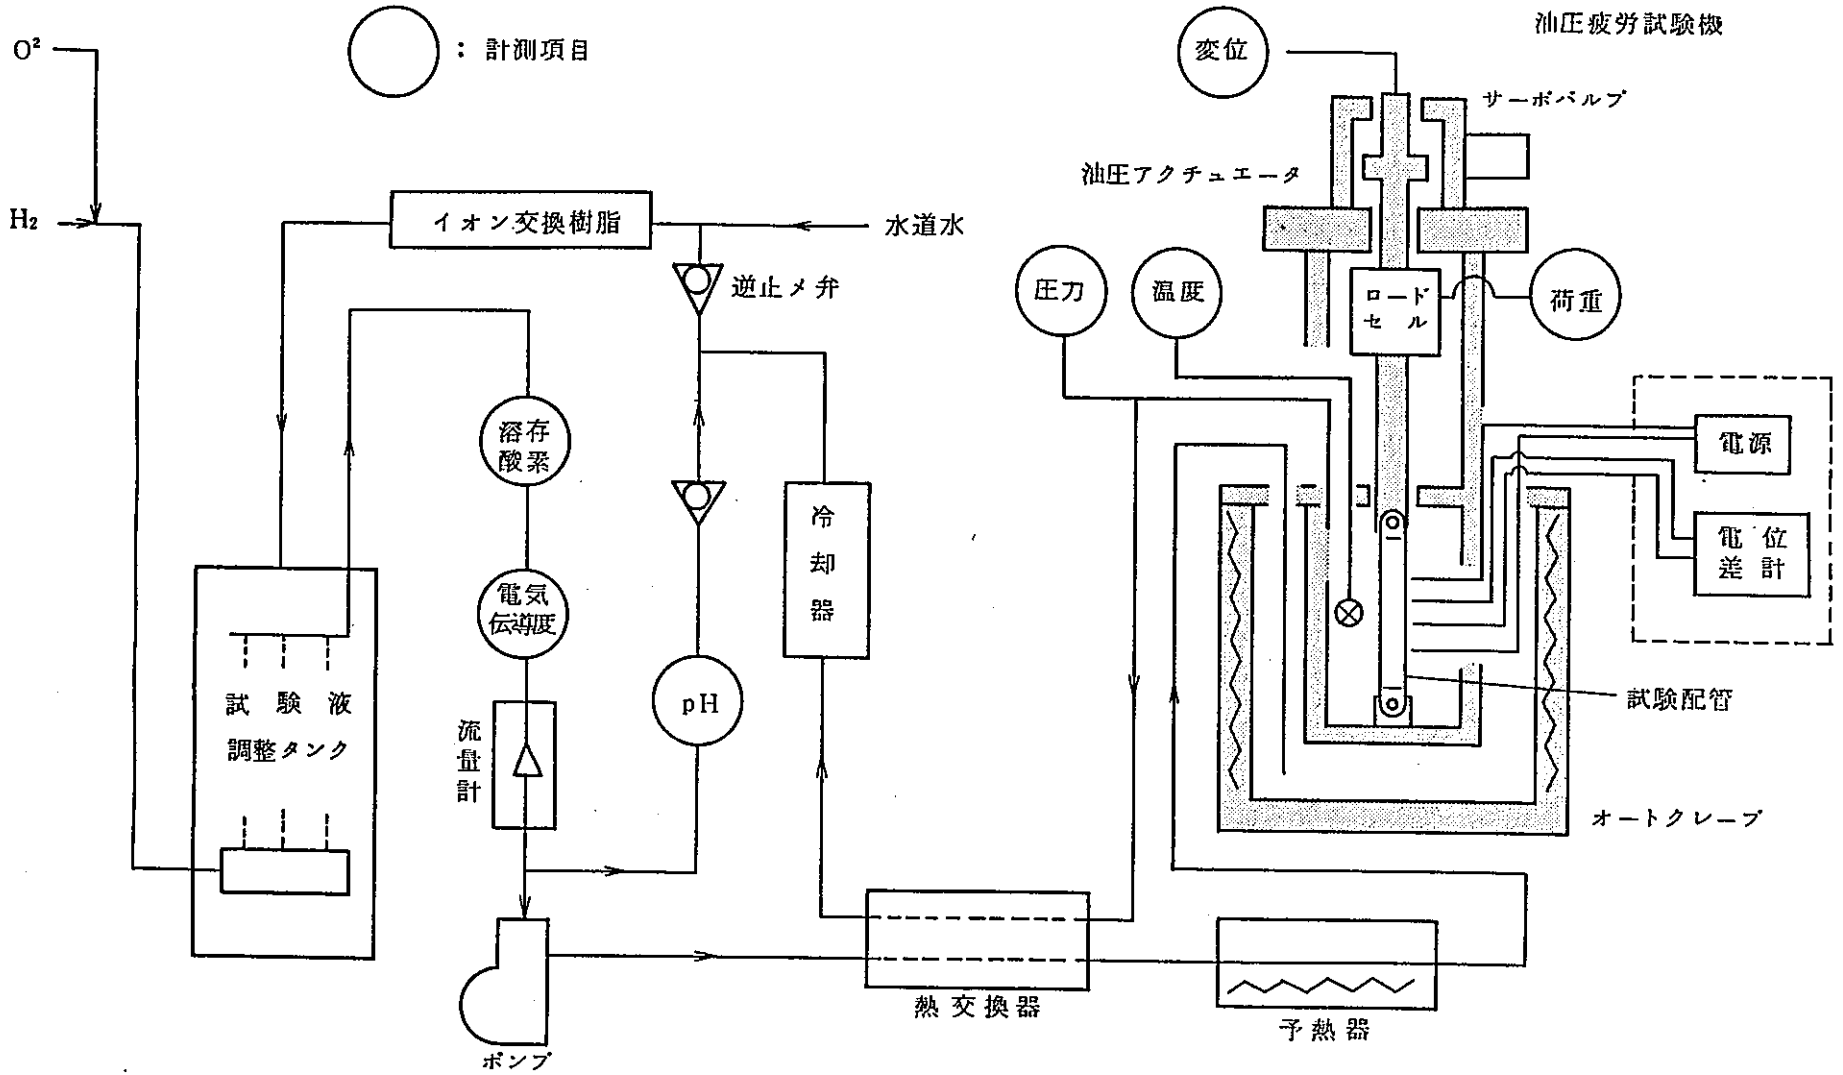 油圧疲労試験機
O²
：計測項目
変位
サーボバルブ
油圧アクチュエータ
H₂
イオン交換樹脂
水道水
逆止メ弁
圧力
温度
ロード
セル
荷重
溶存
酸素
電源
冷
却
器
電位
差計
電気
伝導度
試験液
調整タンク
流
量
計
pH
試験配管
オートクレーブ
熱交換器
予熱器
ポンプ